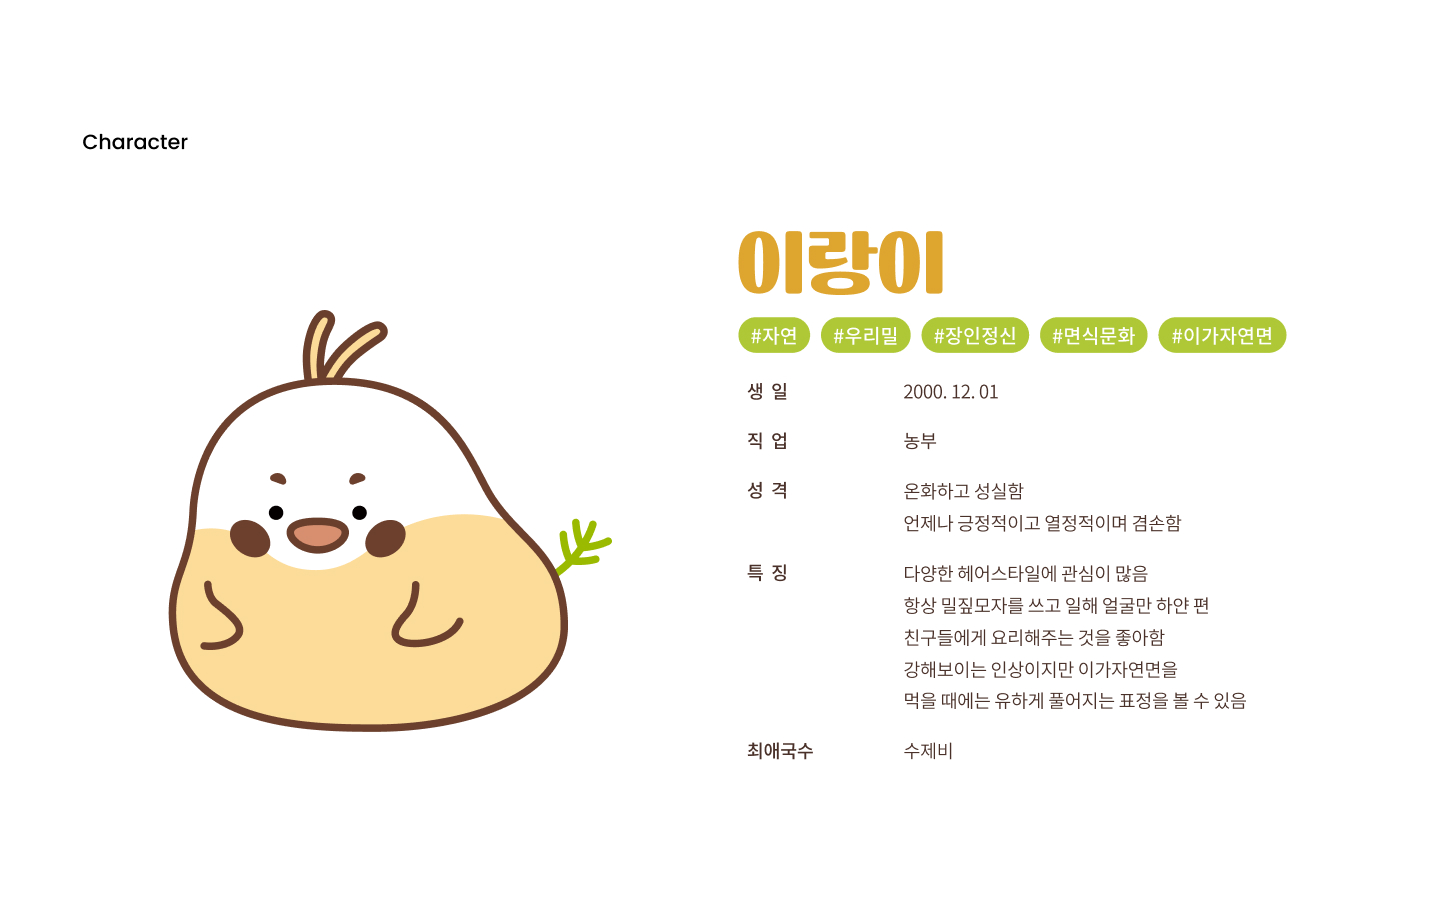 Character
이랑이
#자연 #우리밀 #장인정신 #면식문화 #이가자연면
생 일 2000. 12. 01
직 업 농부
성 격 온화하고 성실함
언제나 긍정적이고 열정적이며 겸손함
특 징 다양한 헤어스타일에 관심이 많음
항상 밀짚모자를 쓰고 일해 얼굴만 하얀 편
친구들에게 요리해주는 것을 좋아함
강해보이는 인상이지만 이가자연면을
먹을 때에는 유하게 풀어지는 표정을 볼 수 있음
최애국수 수제비